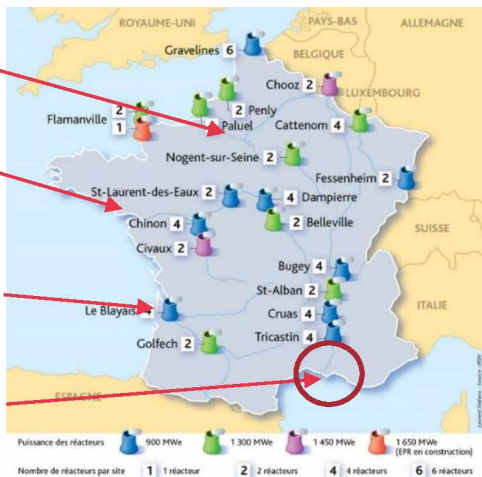 ROYAUME-UNI
PAYS-BAS
ALLEMAGNE
Gravelines 6
BELGIQUE
Chooz 2
LUXEMBOURG
2 Penly
2
Flamanville
1
Paluel
Cattenom 4
Nogent-sur-Seine 2
Fessenheim 2
St-Laurent-des-Eaux 2
4 Dampierre
Chinon 4
2 Belleville
SUISSE
Civaux 2
Bugey 4
St-Alban 2
ITALIE
Le Blayais 4
Cruas 4
Tricastin 4
Golfech 2
ESPAGNE
Puissance des réacteurs
900 MWe
1 300 MWe
1 450 MWe
1 650 MWe
(EPR en construction)
Nombre de réacteurs par site
1 1 réacteur
2 2 réacteurs
4 4 réacteurs
6 6 réacteurs